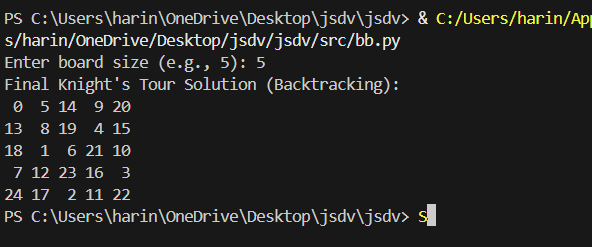 PS C:\Users\harin\OneDrive\Desktop\jsdv\jsdv> & C:/Users/harin/App
s/harin/OneDrive/Desktop/jsdv/jsdv/src/bb.py
Enter board size (e.g., 5): 5
Final Knight's Tour Solution (Backtracking):
 0  5 14  9 20
13  8 19  4 15
18  1  6 21 10
 7 12 23 16  3
24 17  2 11 22
PS C:\Users\harin\OneDrive\Desktop\jsdv\jsdv> S